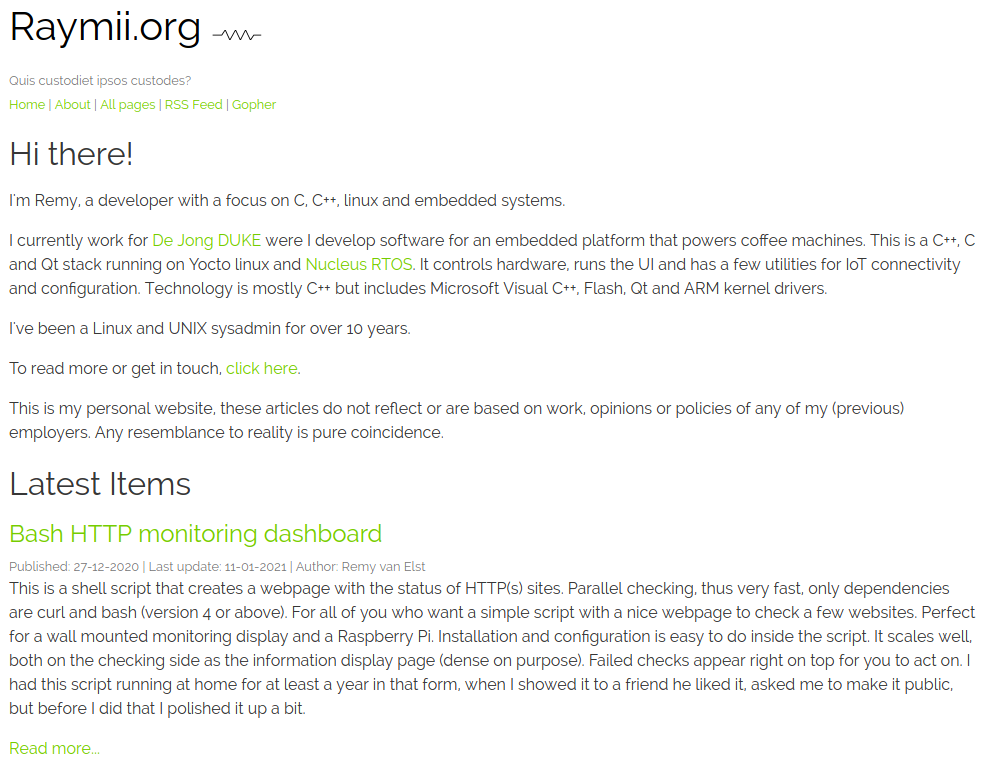 Raymii.org
Quis custodiet ipsos custodes?
Home | About | All pages | RSS Feed | Gopher
Hi there!
I'm Remy, a developer with a focus on C, C++, linux and embedded systems.
I currently work for De Jong DUKE were I develop software for an embedded platform that powers coffee machines. This is a C++, C
and Qt stack running on Yocto linux and Nucleus RTOS. It controls hardware, runs the UI and has a few utilities for IoT connectivity
and configuration. Technology is mostly C++ but includes Microsoft Visual C++, Flash, Qt and ARM kernel drivers.
I've been a Linux and UNIX sysadmin for over 10 years.
To read more or get in touch, click here.
This is my personal website, these articles do not reflect or are based on work, opinions or policies of any of my (previous)
employers. Any resemblance to reality is pure coincidence.
Latest Items
Bash HTTP monitoring dashboard
Published: 27-12-2020 | Last update: 11-01-2021 | Author: Remy van Elst
This is a shell script that creates a webpage with the status of HTTP(s) sites. Parallel checking, thus very fast, only dependencies
are curl and bash (version 4 or above). For all of you who want a simple script with a nice webpage to check a few websites. Perfect
for a wall mounted monitoring display and a Raspberry Pi. Installation and configuration is easy to do inside the script. It scales well,
both on the checking side as the information display page (dense on purpose). Failed checks appear right on top for you to act on. I
had this script running at home for at least a year in that form, when I showed it to a friend he liked it, asked me to make it public,
but before I did that I polished it up a bit.
Read more...